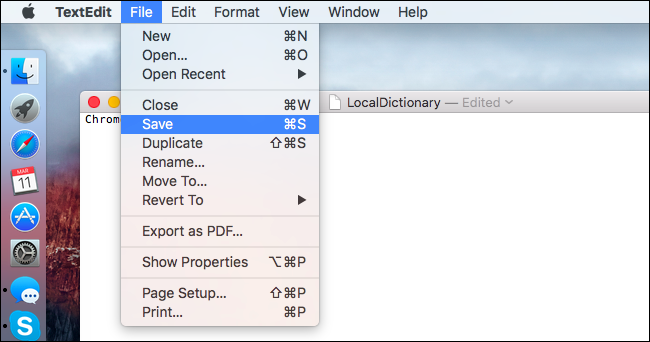 TextEdit File Edit Format View Window Help
New ⌘N
Open... ⌘O
Open Recent ▶
LocalDictionary — Edited
Close ⌘W
Chrom
Save ⌘S
Duplicate ⇧⌘S
Rename...
Move To...
Revert To ▶
Export as PDF...
Show Properties ⌥⌘P
Page Setup... ⇧⌘P
Print... ⌘P
MAR
11